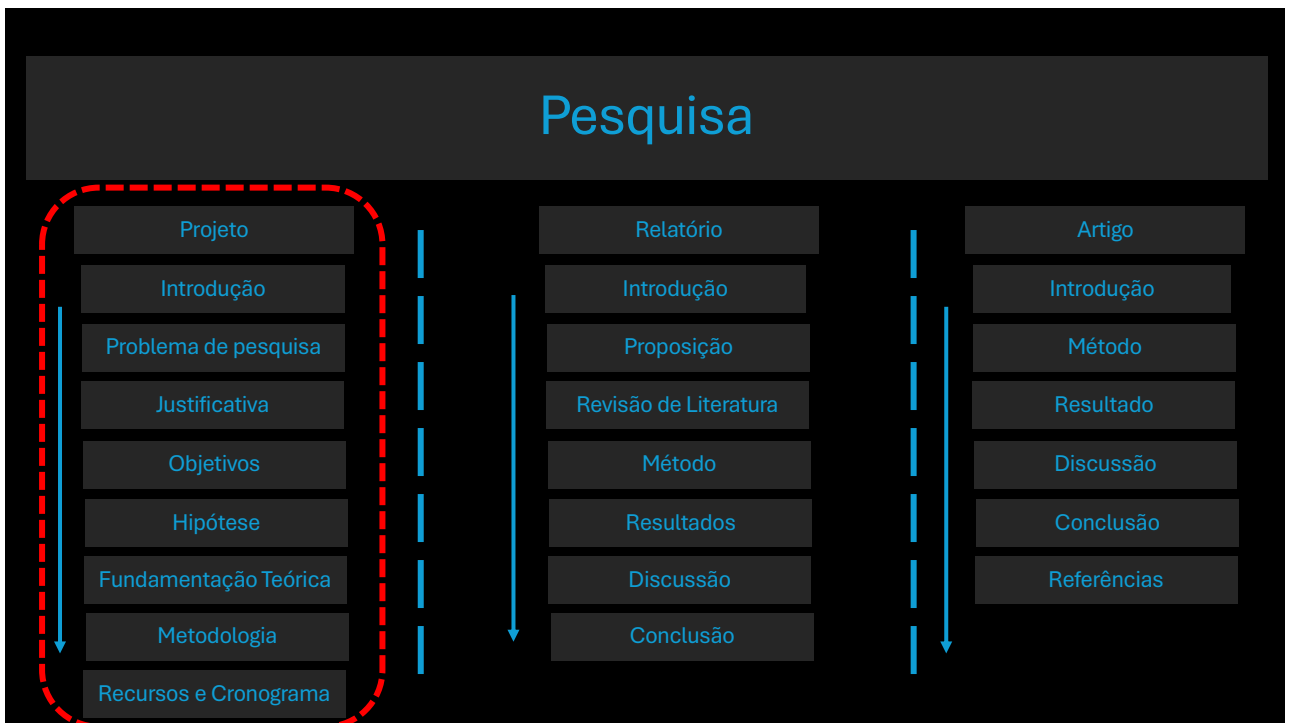 Pesquisa
Projeto
Introdução
Problema de pesquisa
Justificativa
Objetivos
Hipótese
Fundamentação Teórica
Metodologia
Recursos e Cronograma
Relatório
Introdução
Proposição
Revisão de Literatura
Método
Resultados
Discussão
Conclusão
Artigo
Introdução
Método
Resultado
Discussão
Conclusão
Referências